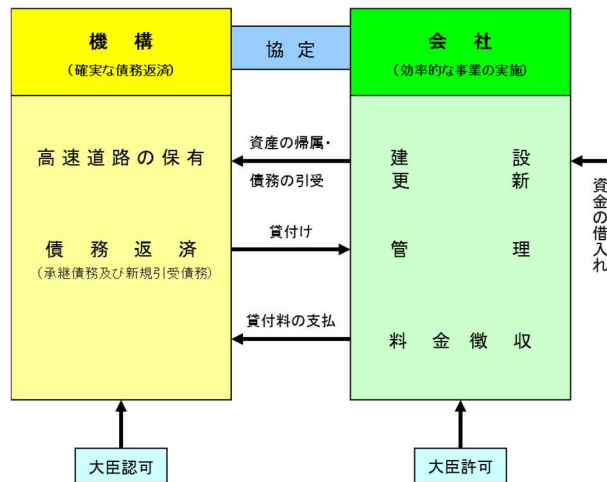 機構
(確実な債務返済)
協定
会社
(効率的な事業の実施)
高速道路の保有
債務返済
(承継債務及び新規引受債務)
資産の帰属・
債務の引受
貸付け
貸付料の支払
建設
更新
管理
料金徴収
資金の借入れ
大臣認可
大臣許可